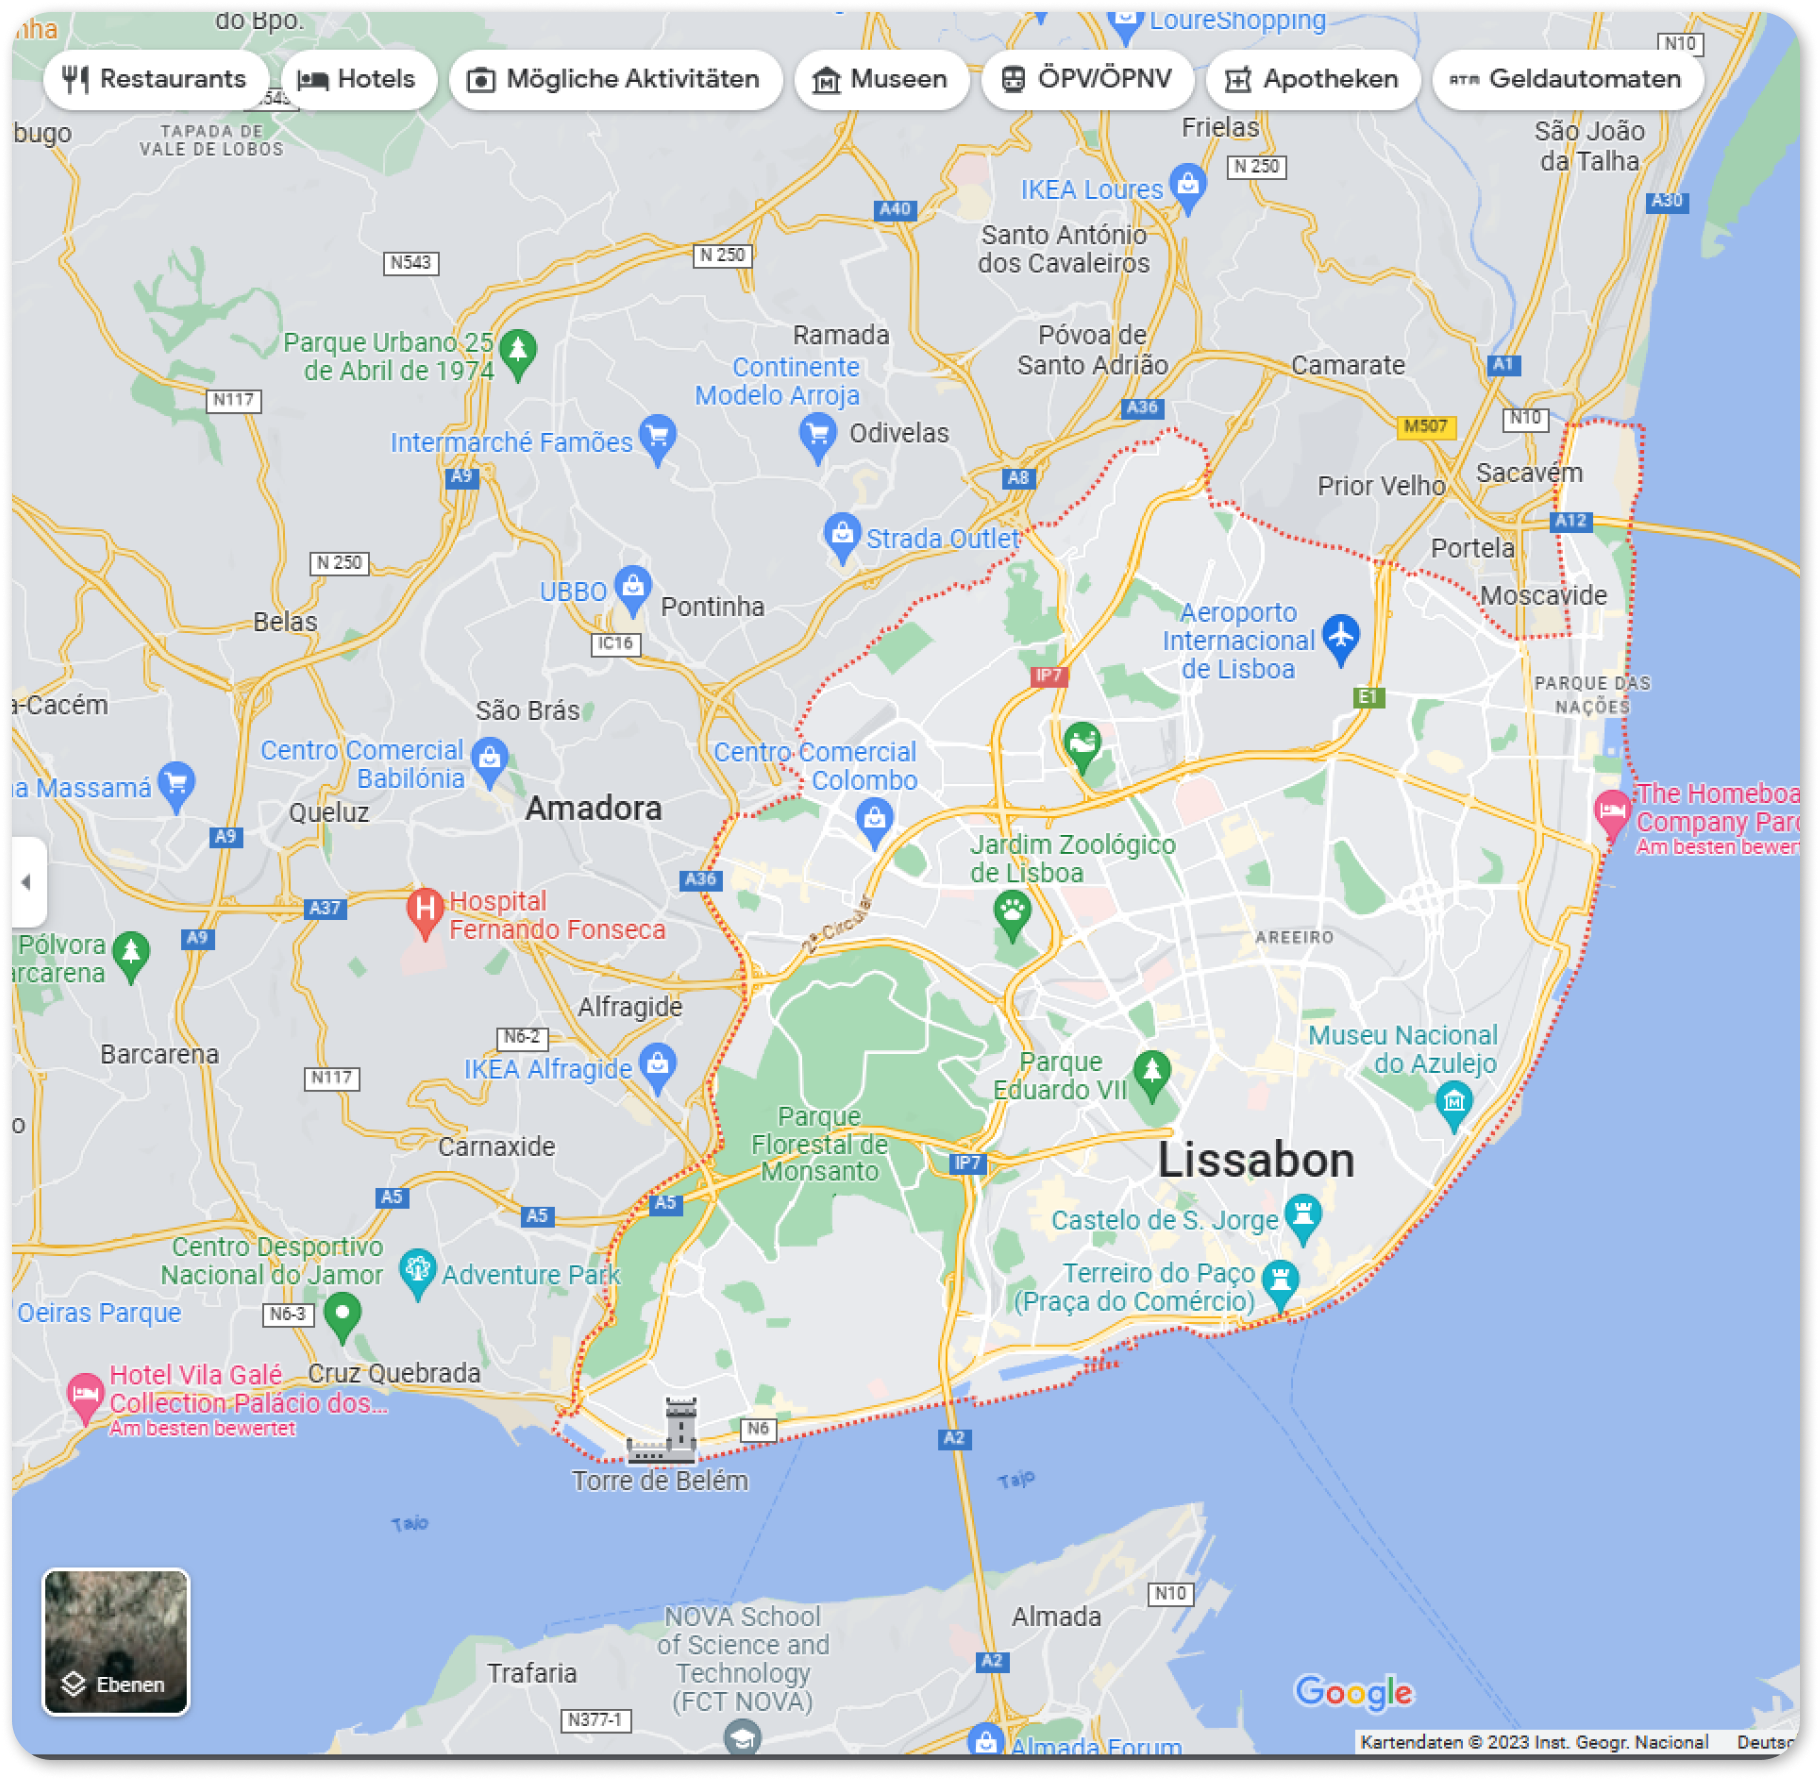 do Bpo.
LoureShopping
N10
Restaurants
Hotels
Mögliche Aktivitäten
Museen
ÖPV/ÖPNV
Apotheken
Geldautomaten
TAPADA DE
VALE DE LOBOS
Frielas
N 250
São João
da Talha
IKEA Loures
A40
A30
Santo António
dos Cavaleiros
N543
N 250
Parque Urbano 25
de Abril de 1974
Ramada
Póvoa de
Santo Adrião
Camarate
A1
Continente
Modelo Arroja
N117
A36
M507
N10
Intermarché Famões
Odivelas
A9
A8
Prior Velho
Sacavém
A12
Strada Outlet
Portela
N 250
UBBO
Pontinha
Moscavide
Belas
IC16
Aeroporto
Internacional
de Lisboa
IP7
E1
PARQUE DAS
NAÇÕES
a-Cacém
São Brás
Centro Comercial
Babilónia
Centro Comercial
Colombo
na Massamá
Queluz
Amadora
The Homeboa
Company Parq
Am besten bewert
A9
Jardim Zoológico
de Lisboa
A36
A37
Hospital
Fernando Fonseca
2ª Circular
A9
Pólvora
arcarena
AREEIRO
Alfragide
N6-2
Museu Nacional
do Azulejo
Barcarena
IKEA Alfragide
N117
Parque
Eduardo VII
Parque
Florestal de
Monsanto
Carnaxide
IP7
Lissabon
A5
A5
A5
Castelo de S. Jorge
Centro Desportivo
Nacional do Jamor
Adventure Park
Terreiro do Paço
(Praça do Comércio)
Oeiras Parque
N6-3
Hotel Vila Galé
Collection Palácio dos...
Am besten bewertet
Cruz Quebrada
N6
A2
Torre de Belém
Tajo
Tajo
N10
NOVA School
of Science and
Technology
(FCT NOVA)
Almada
Trafaria
A2
Ebenen
Google
N377-1
Almada Forum
Kartendaten © 2023 Inst. Geogr. Nacional